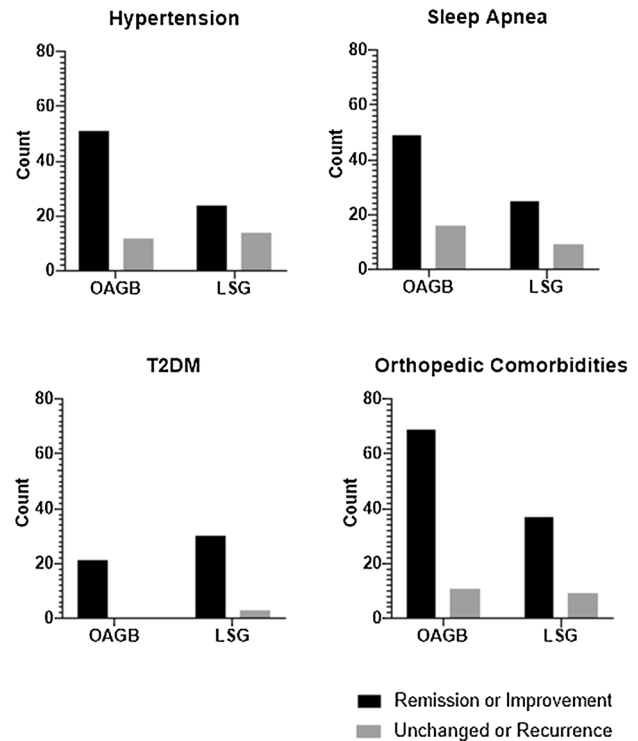 Hypertension
80
60
40
20
0
Count
OAGB LSG
Sleep Apnea
80
60
40
20
0
Count
OAGB LSG
T2DM
80
60
40
20
0
Count
OAGB LSG
Orthopedic Comorbidities
80
60
40
20
0
Count
OAGB LSG
Remission or Improvement
Unchanged or Recurrence